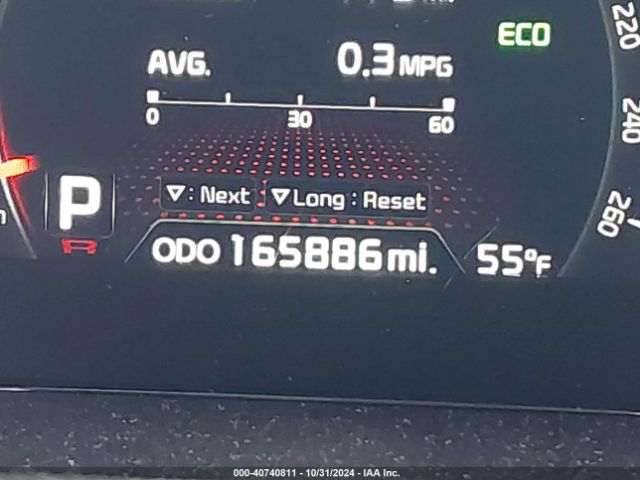 220
ECO
AVG. 0.3 MPG
240
0 30 60
P ▽: Next ▽Long : Reset
260
ODO 165886 mi. 55°F
000-40740811 - 10/31/2024 - IAA Inc.